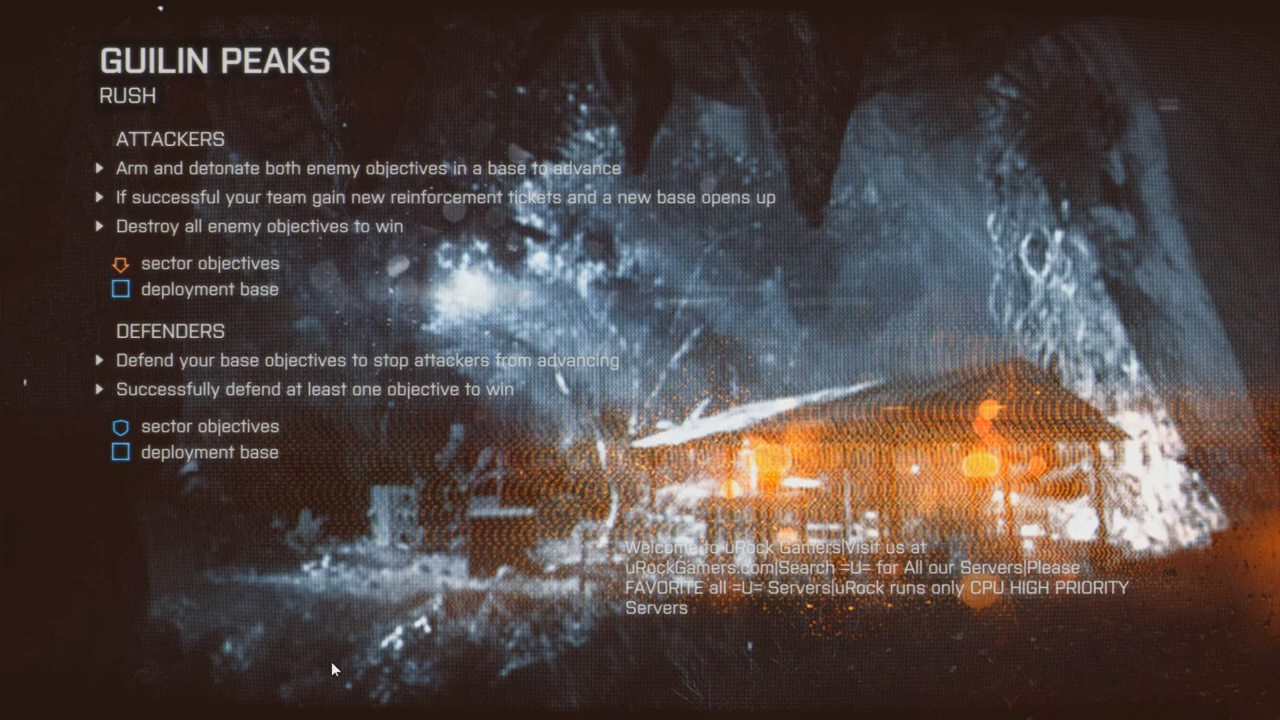 GUILIN PEAKS
RUSH
ATTACKERS
Arm and detonate both enemy objectives in a base to advance
If successful your team gain new reinforcement tickets and a new base opens up
Destroy all enemy objectives to win
sector objectives
deployment base
DEFENDERS
Defend your base objectives to stop attackers from advancing
Successfully defend at least one objective to win
sector objectives
deployment base
Welcome to uRock Gamers|Visit us at
uRockGamers.com|Search =U= for All our Servers|Please
FAVORITE all =U= Servers|uRock runs only CPU HIGH PRIORITY
Servers